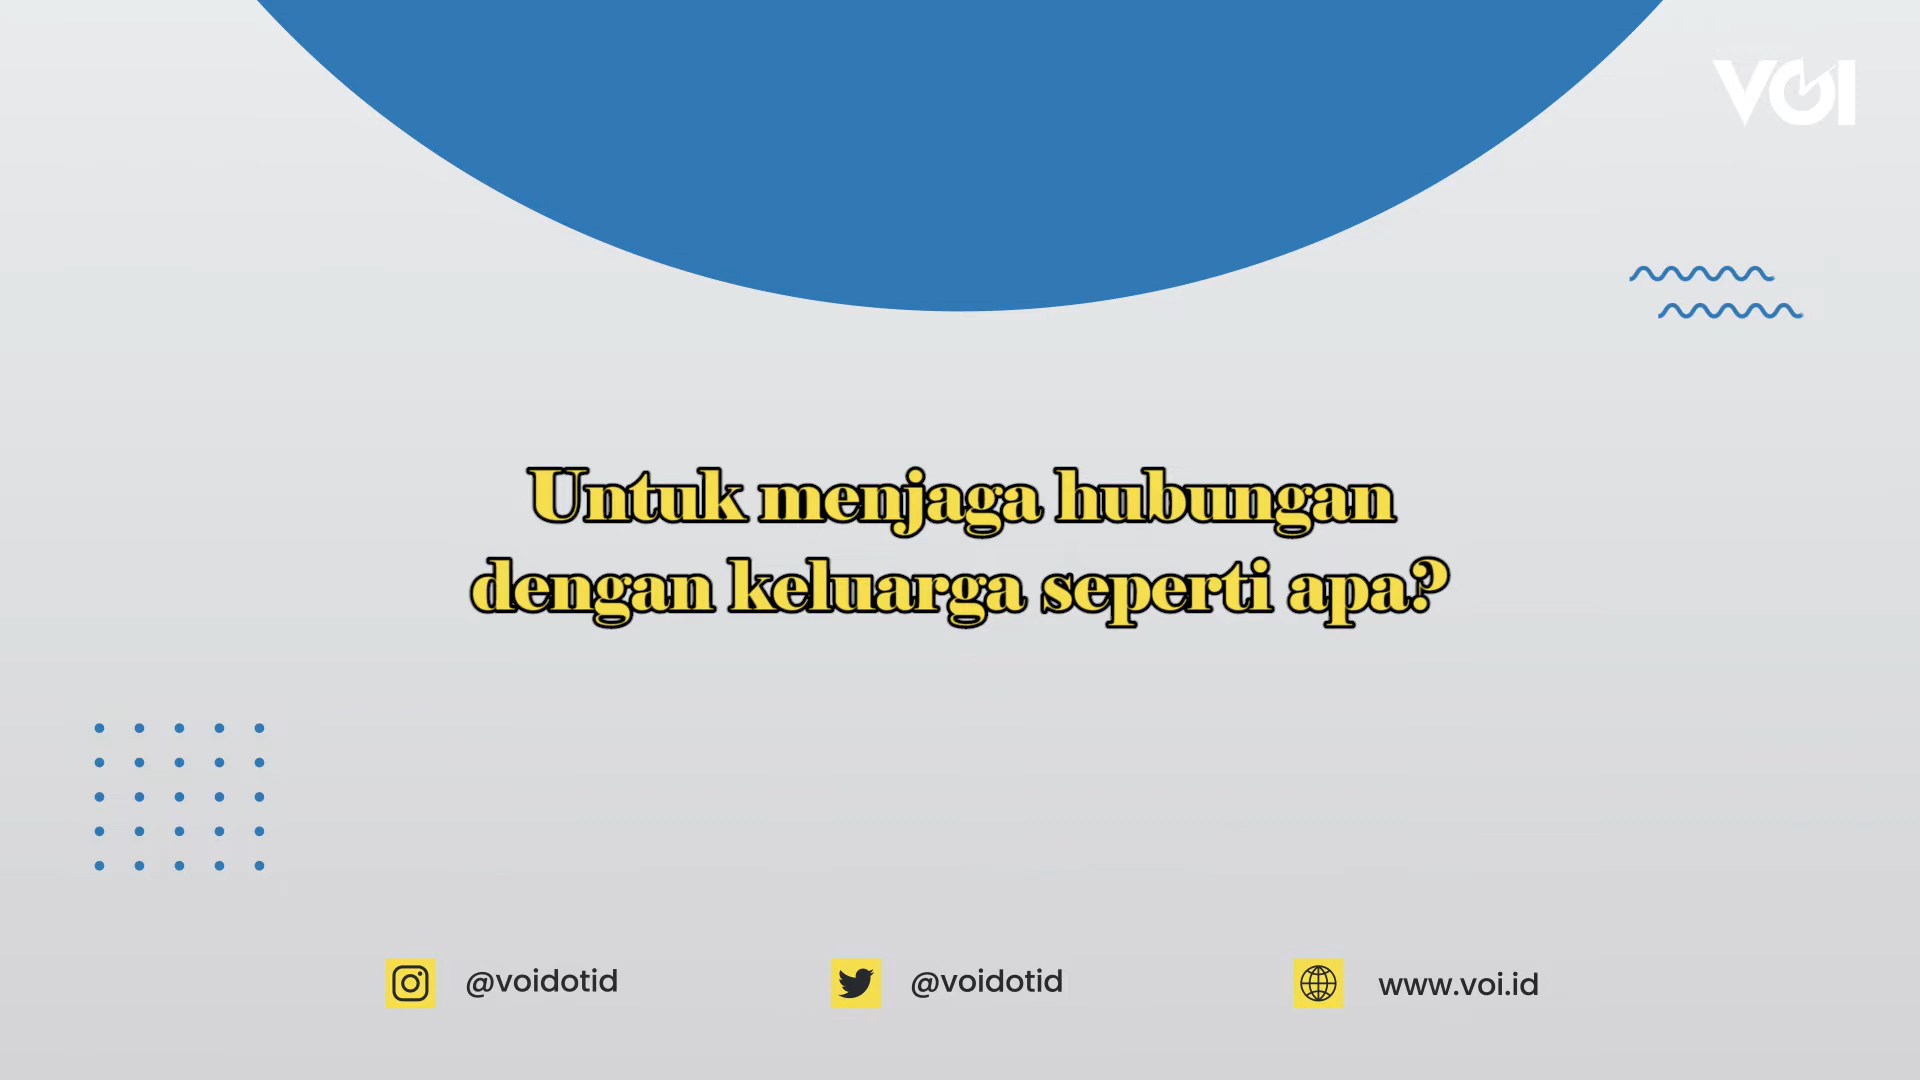 VOI
Untuk menjaga hubungan
dengan keluarga seperti apa?
@voidotid
@voidotid
www.voi.id